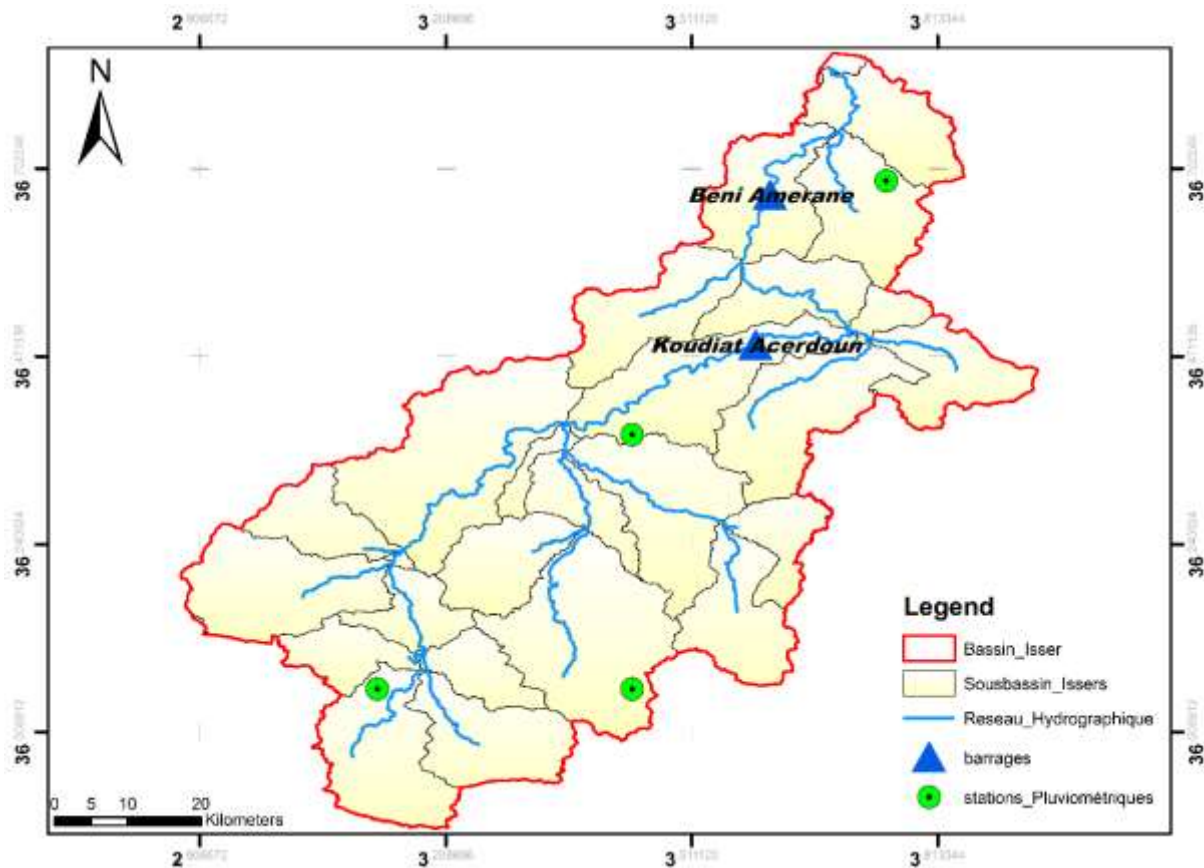 2 3 3 3
N
36 36
Beni Amerane
Koudiat Acerdoun
36 36
36 36
Legend
Bassin_Isser
Sousbassin_Issers
Reseau_Hydrographique
36 36
barrages
stations_Pluviométriques
0 5 10 20
Kilometers
2 3 3 3